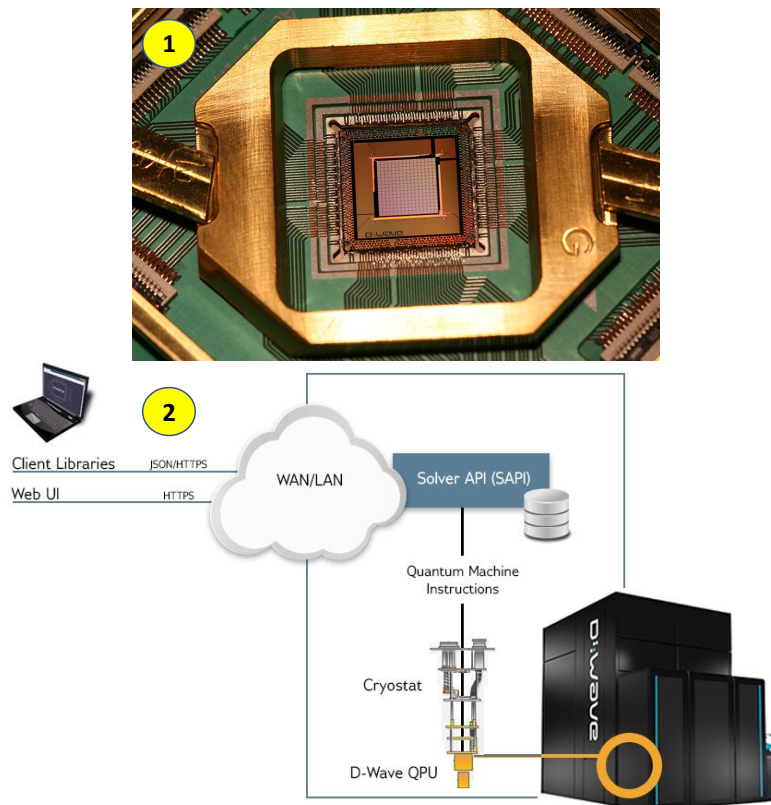 1
D-WAVE
G
2
Client Libraries JSON/HTTPS
Web UI HTTPS
WAN/LAN
Solver API (SAPI)
Quantum Machine
Instructions
Cryostat
D-Wave QPU
D:WAVE